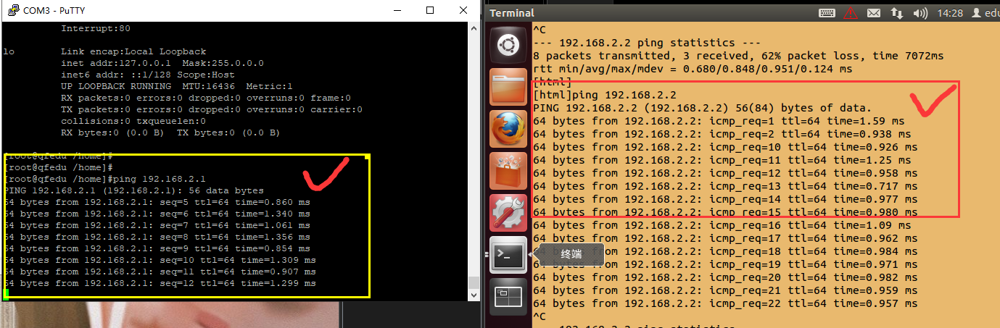 COM3 - PuTTY
Interrupt:80
lo Link encap:Local Loopback
inet addr:127.0.0.1 Mask:255.0.0.0
inet6 addr: ::1/128 Scope:Host
UP LOOPBACK RUNNING MTU:16436 Metric:1
RX packets:0 errors:0 dropped:0 overruns:0 frame:0
TX packets:0 errors:0 dropped:0 overruns:0 carrier:0
collisions:0 txqueuelen:0
RX bytes:0 (0.0 B) TX bytes:0 (0.0 B)
[root@qfedu /home]#
[root@qfedu /home]#
[root@qfedu /home]#ping 192.168.2.1
PING 192.168.2.1 (192.168.2.1): 56 data bytes
64 bytes from 192.168.2.1: seq=5 ttl=64 time=0.860 ms
64 bytes from 192.168.2.1: seq=6 ttl=64 time=1.340 ms
64 bytes from 192.168.2.1: seq=7 ttl=64 time=1.061 ms
64 bytes from 192.168.2.1: seq=8 ttl=64 time=1.356 ms
64 bytes from 192.168.2.1: seq=9 ttl=64 time=0.854 ms
64 bytes from 192.168.2.1: seq=10 ttl=64 time=1.309 ms
64 bytes from 192.168.2.1: seq=11 ttl=64 time=0.907 ms
64 bytes from 192.168.2.1: seq=12 ttl=64 time=1.299 ms
Terminal
14:28
edu
^C
--- 192.168.2.2 ping statistics ---
8 packets transmitted, 3 received, 62% packet loss, time 7072ms
rtt min/avg/max/mdev = 0.680/0.848/0.951/0.124 ms
[html]
[html]ping 192.168.2.2
PING 192.168.2.2 (192.168.2.2) 56(84) bytes of data.
64 bytes from 192.168.2.2: icmp_req=1 ttl=64 time=1.59 ms
64 bytes from 192.168.2.2: icmp_req=2 ttl=64 time=0.938 ms
64 bytes from 192.168.2.2: icmp_req=10 ttl=64 time=0.926 ms
64 bytes from 192.168.2.2: icmp_req=11 ttl=64 time=1.25 ms
64 bytes from 192.168.2.2: icmp_req=12 ttl=64 time=0.958 ms
64 bytes from 192.168.2.2: icmp_req=13 ttl=64 time=0.717 ms
64 bytes from 192.168.2.2: icmp_req=14 ttl=64 time=0.977 ms
64 bytes from 192.168.2.2: icmp_req=15 ttl=64 time=0.980 ms
64 bytes from 192.168.2.2: icmp_req=16 ttl=64 time=1.09 ms
64 bytes from 192.168.2.2: icmp_req=17 ttl=64 time=0.962 ms
64 bytes from 192.168.2.2: icmp_req=18 ttl=64 time=0.984 ms
终端
64 bytes from 192.168.2.2: icmp_req=19 ttl=64 time=0.971 ms
64 bytes from 192.168.2.2: icmp_req=20 ttl=64 time=0.982 ms
64 bytes from 192.168.2.2: icmp_req=21 ttl=64 time=0.959 ms
64 bytes from 192.168.2.2: icmp_req=22 ttl=64 time=0.957 ms
^C
192.168.2.2 ping statistics